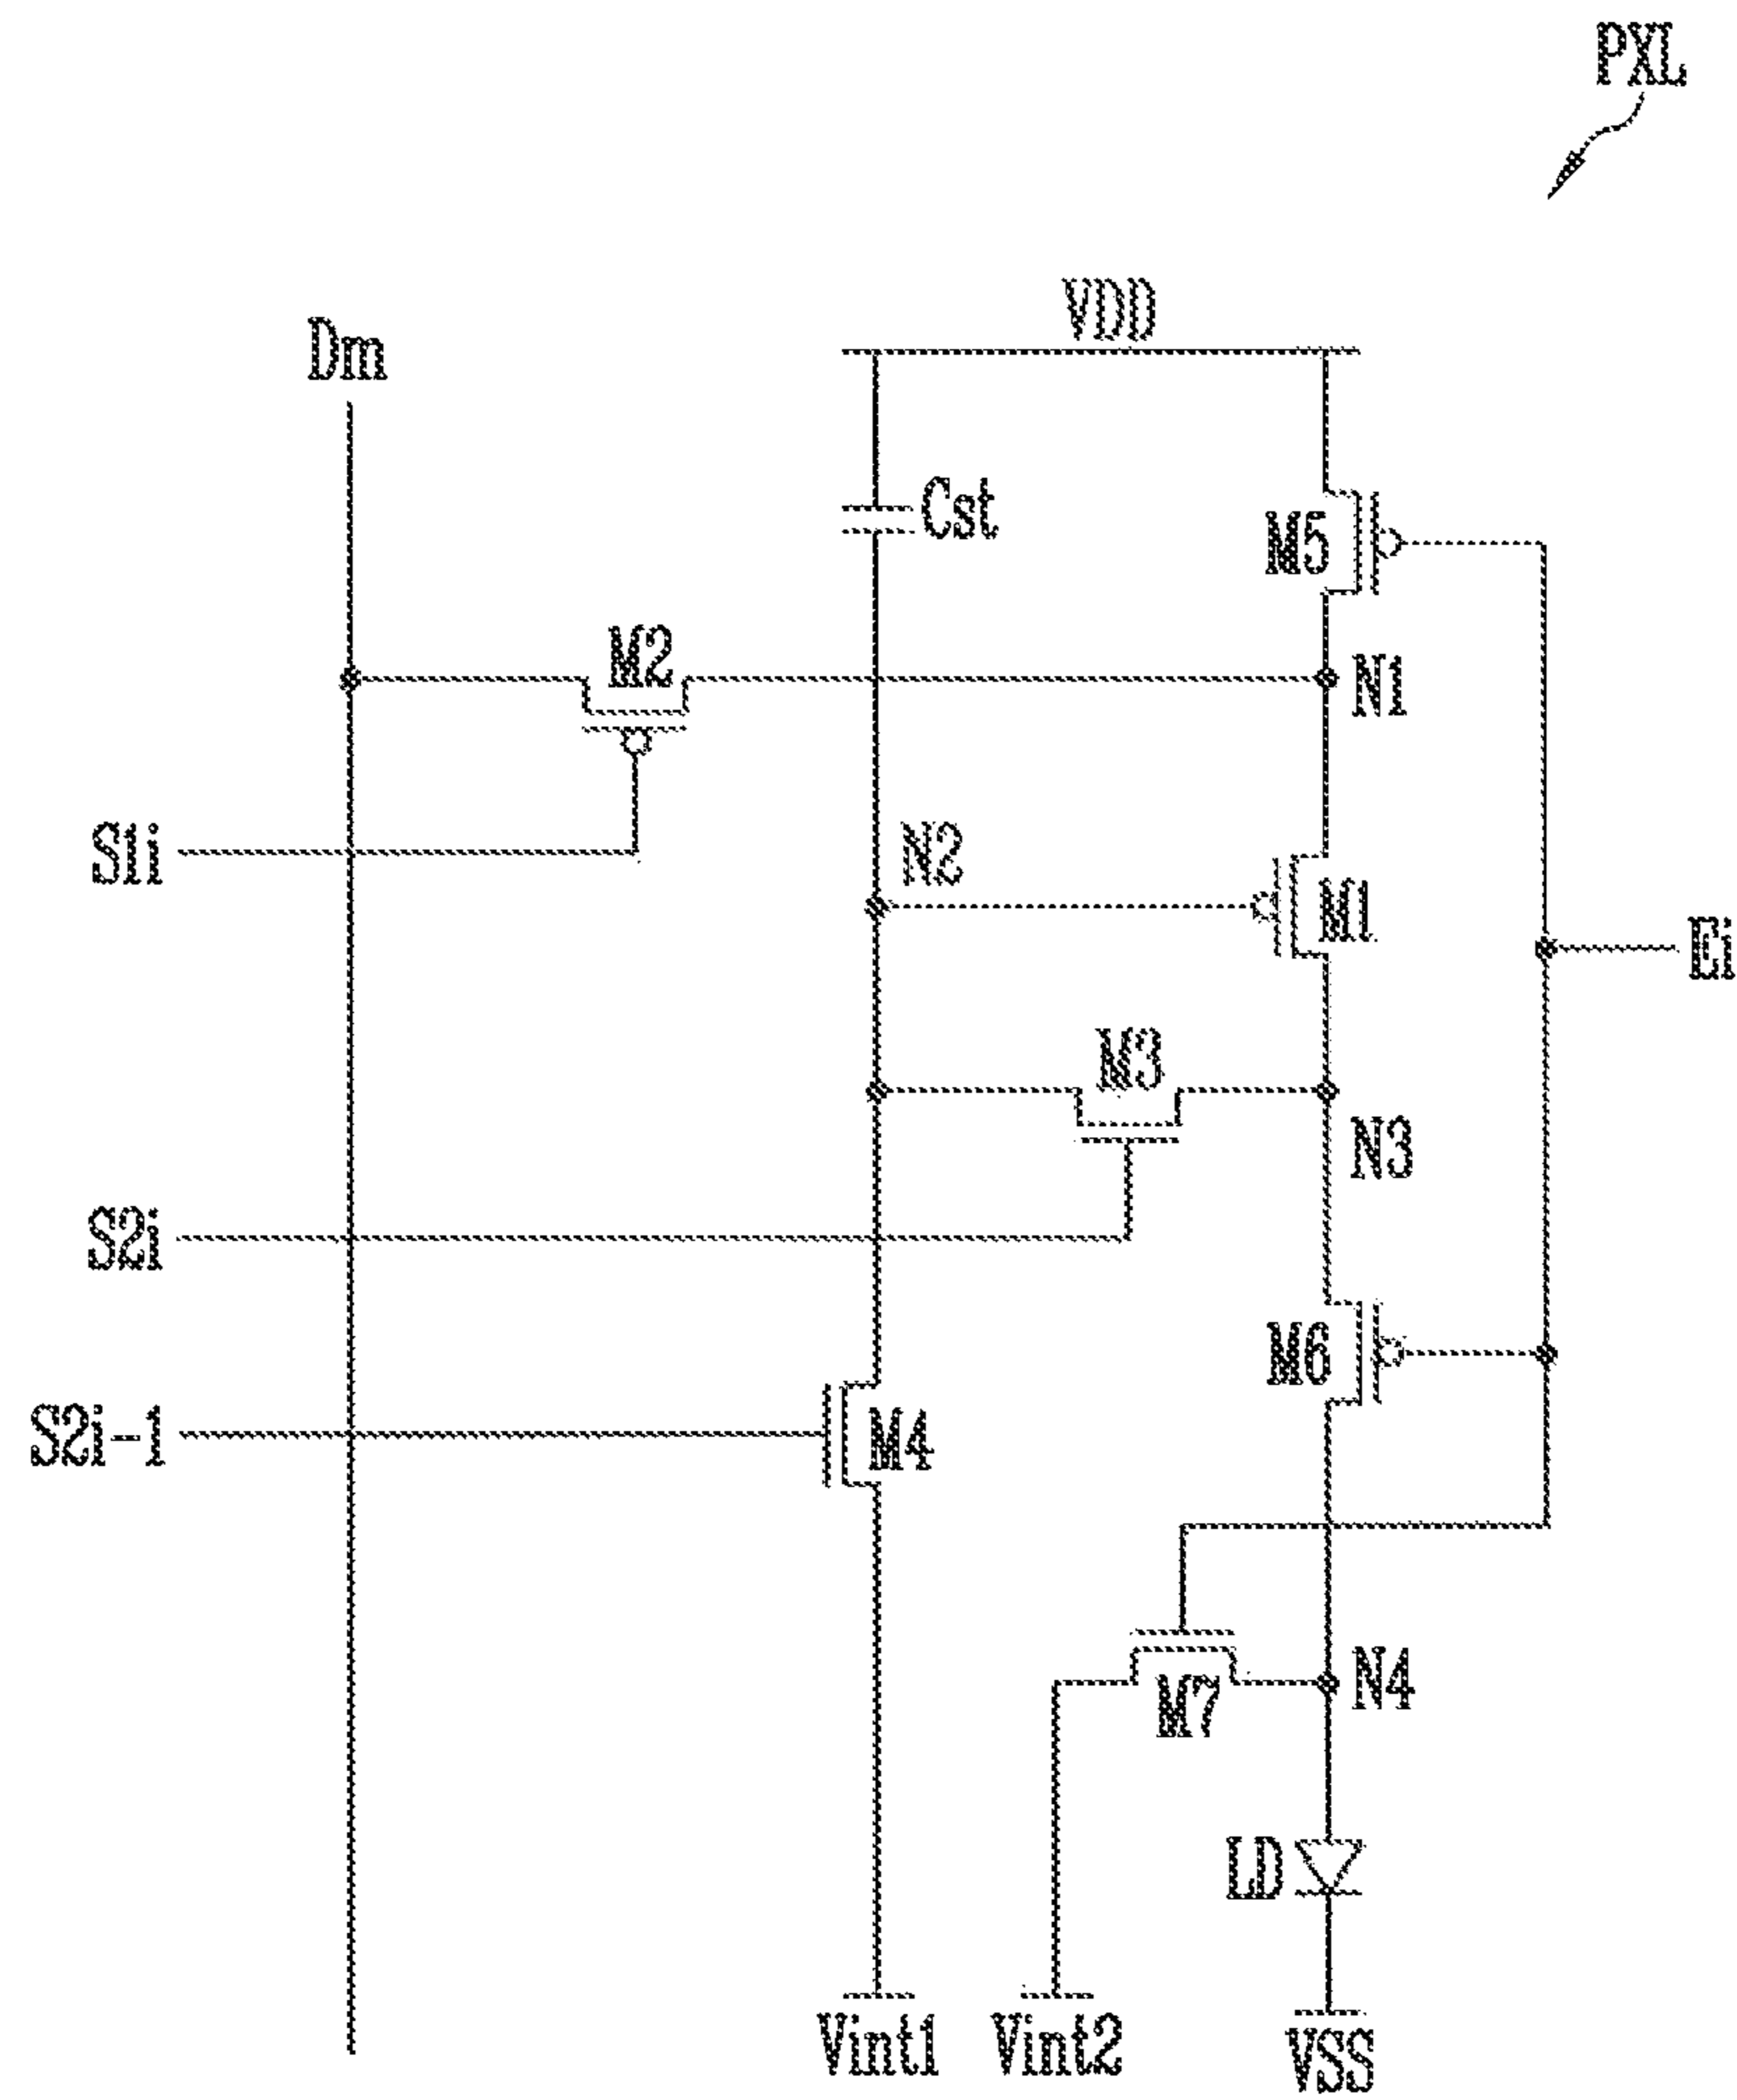 PXL
VDD
Dm
Cst
M5
M2
N1
S1i
N2
M1
Ei
M3
N3
S2i
M6
S2i-1
M4
N4
M7
LD
Vint1
Vint2
VSS